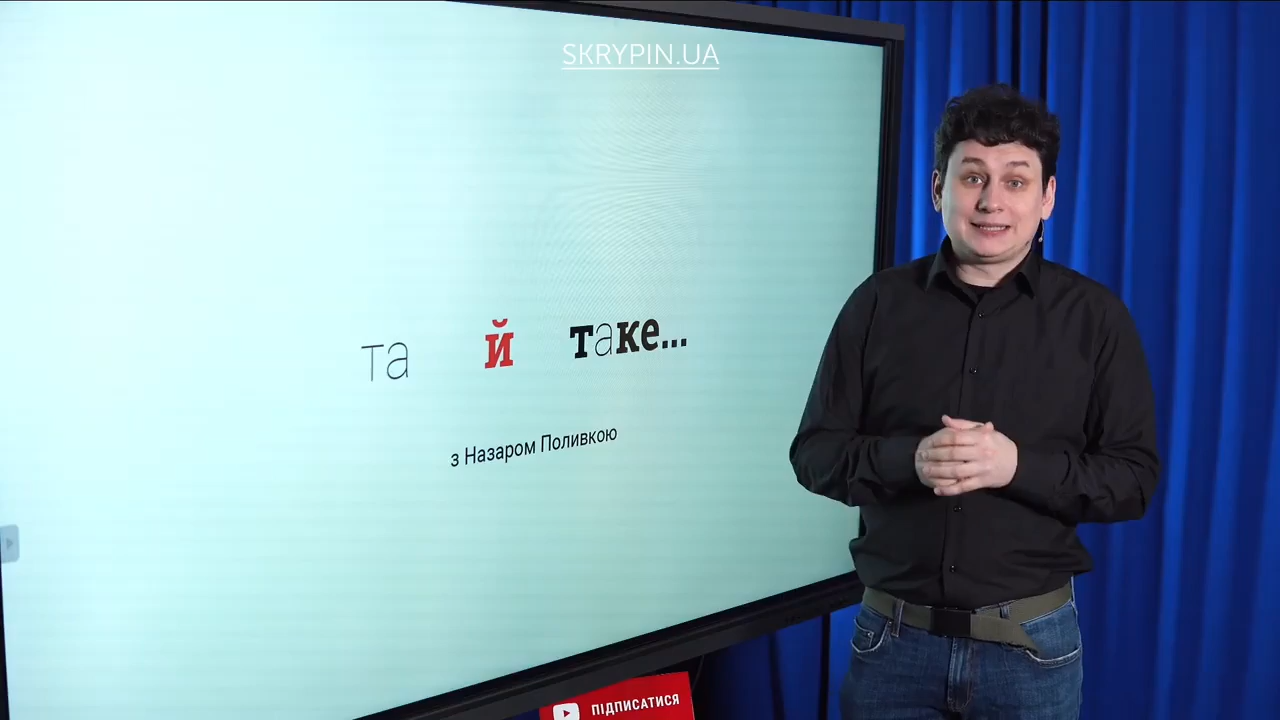 SKRYPIN.UA
та й таке...
з Назаром Поливкою
ПІДПИСАТИСЯ